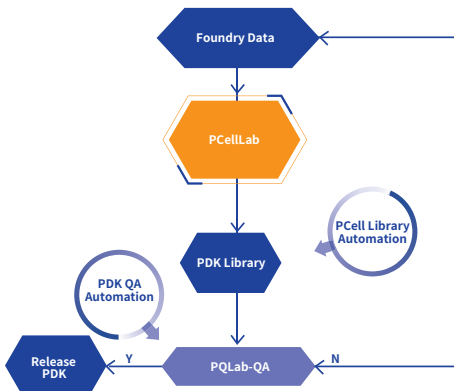 Foundry Data
PCellLab
PCell Library
Automation
PDK Library
PDK QA
Automation
Release
PDK
Y
PQLab-QA
N